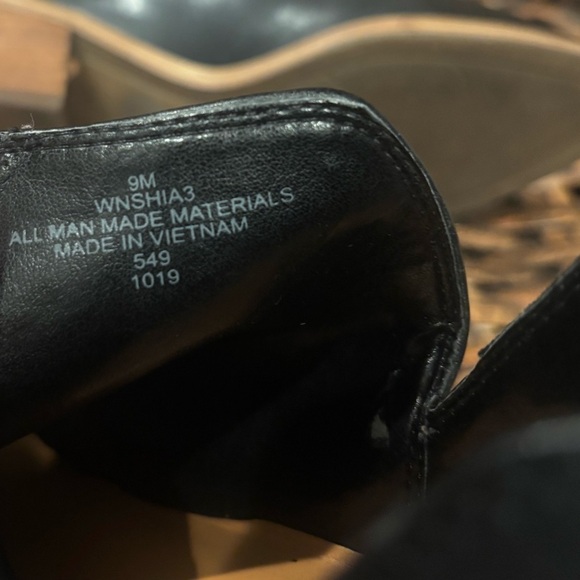 9M
WNSHIA3
ALL MAN MADE MATERIALS
MADE IN VIETNAM
549
1019